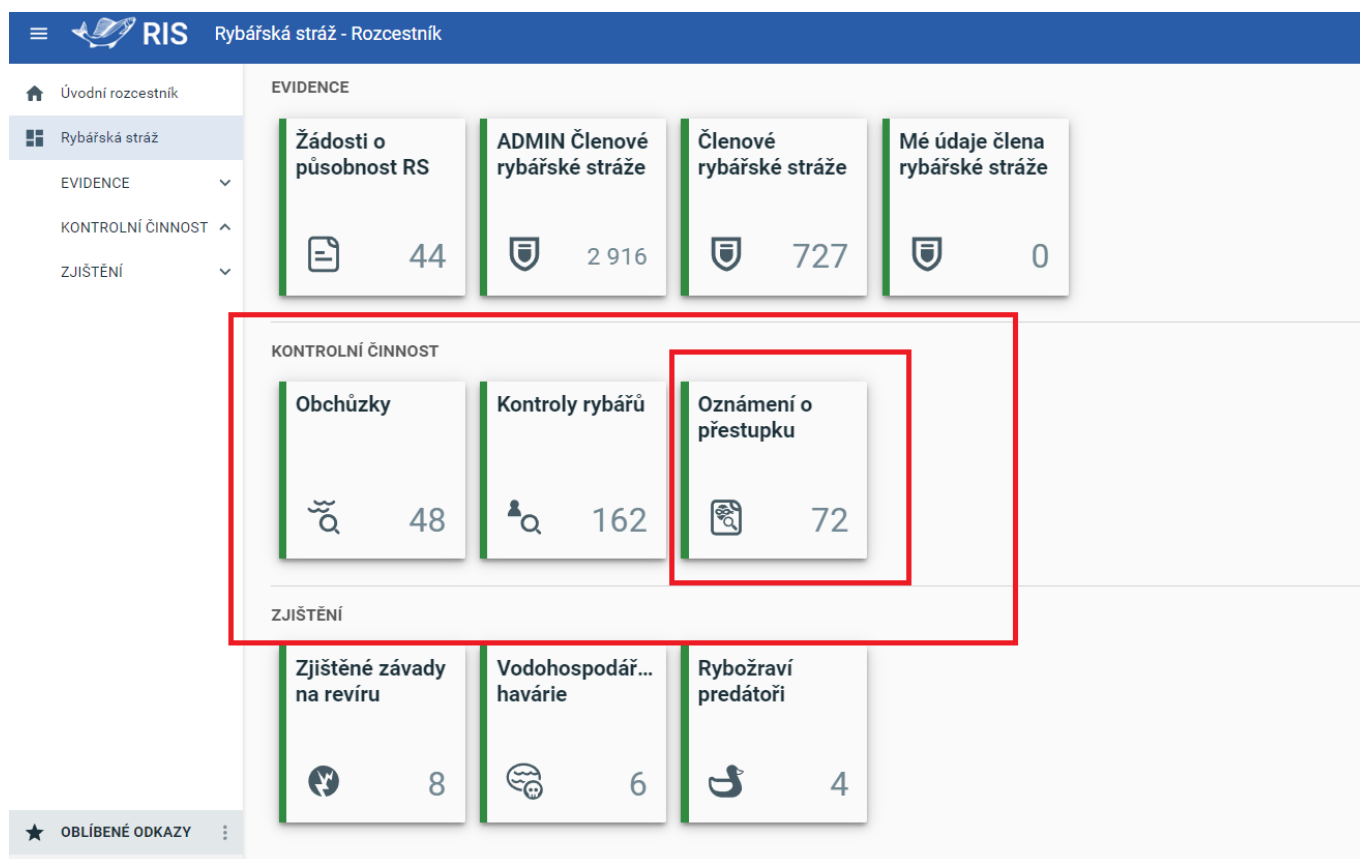 RIS Rybářská stráž - Rozcestník
Úvodní rozcestník
Rybářská stráž
EVIDENCE
KONTROLNÍ ČINNOST
ZJIŠTĚNÍ
OBLÍBENÉ ODKAZY
EVIDENCE
Žádosti o
působnost RS
44
ADMIN Členové
rybářské stráže
2 916
Členové
rybářské stráže
727
Mé údaje člena
rybářské stráže
0
KONTROLNÍ ČINNOST
Obchůzky
48
Kontroly rybářů
162
Oznámení o
přestupku
72
ZJIŠTĚNÍ
Zjištěné závady
na revíru
8
Vodohospodář...
havárie
6
Rybožraví
predátoři
4